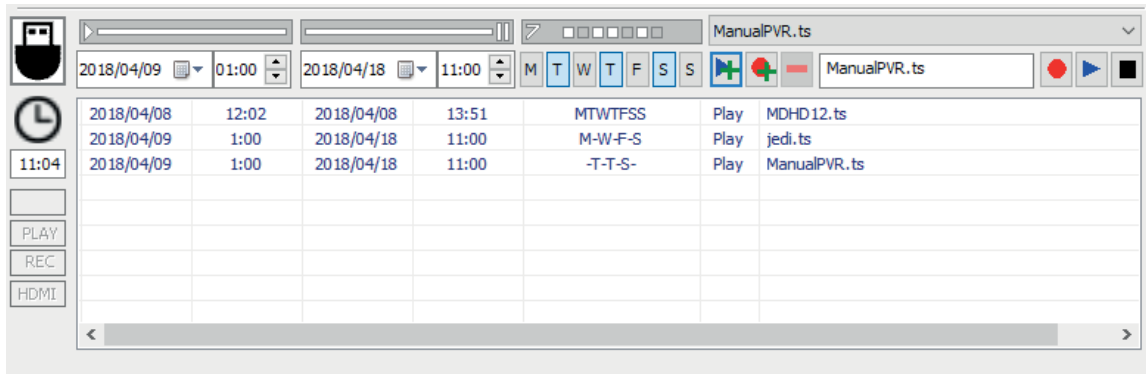 ManualPVR.ts
2018/04/09 01:00 2018/04/18 11:00 M T W T F S S ManualPVR.ts
2018/04/08 12:02 2018/04/08 13:51 MTWTFSS Play MDHD12.ts
2018/04/09 1:00 2018/04/18 11:00 M-W-F-S Play jedi.ts
11:04
2018/04/09 1:00 2018/04/18 11:00 -T-T-S- Play ManualPVR.ts
PLAY
REC
HDMI